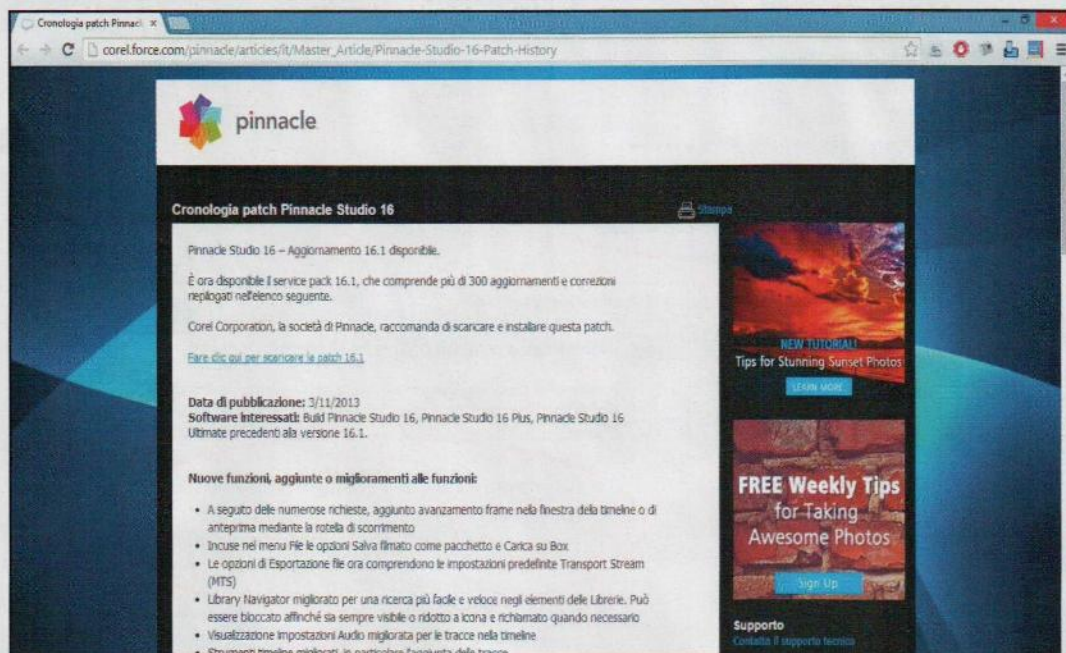 Cronologia patch Pinnacl
corel.force.com/pinnacle/articles/it/Master_Article/Pinnacle-Studio-16-Patch-History
pinnacle
Cronologia patch Pinnacle Studio 16
Stampa
Pinnacle Studio 16 – Aggiornamento 16.1 disponibile.
È ora disponibile il service pack 16.1, che comprende più di 300 aggiornamenti e correzioni
riepilogati nell'elenco seguente.
Corel Corporation, la società di Pinnacle, raccomanda di scaricare e installare questa patch.
Fare clic qui per scaricare la patch 16.1
Data di pubblicazione: 3/11/2013
Software interessati: Build Pinnacle Studio 16, Pinnacle Studio 16 Plus, Pinnacle Studio 16
Ultimate precedenti alla versione 16.1.
Nuove funzioni, aggiunte o miglioramenti alle funzioni:
• A seguito delle numerose richieste, aggiunto avanzamento frame nella finestra della timeline o di
anteprima mediante la rotella di scorrimento
• Incluse nel menu File le opzioni Salva filmato come pacchetto e Carica su Box
• Le opzioni di Esportazione file ora comprendono le impostazioni predefinite Transport Stream
(MTS)
• Library Navigator migliorato per una ricerca più facile e veloce negli elementi delle Librerie. Può
essere bloccato affinché sia sempre visibile o ridotto a icona e richiamato quando necessario
• Visualizzazione impostazioni Audio migliorata per le tracce nella timeline
• Strumenti timeline migliorati, in particolare l'aggiunta delle tracce
NEW TUTORIAL!
Tips for Stunning Sunset Photos
LEARN MORE
FREE Weekly Tips
for Taking
Awesome Photos
Sign Up
Supporto
Contatta il supporto tecnico